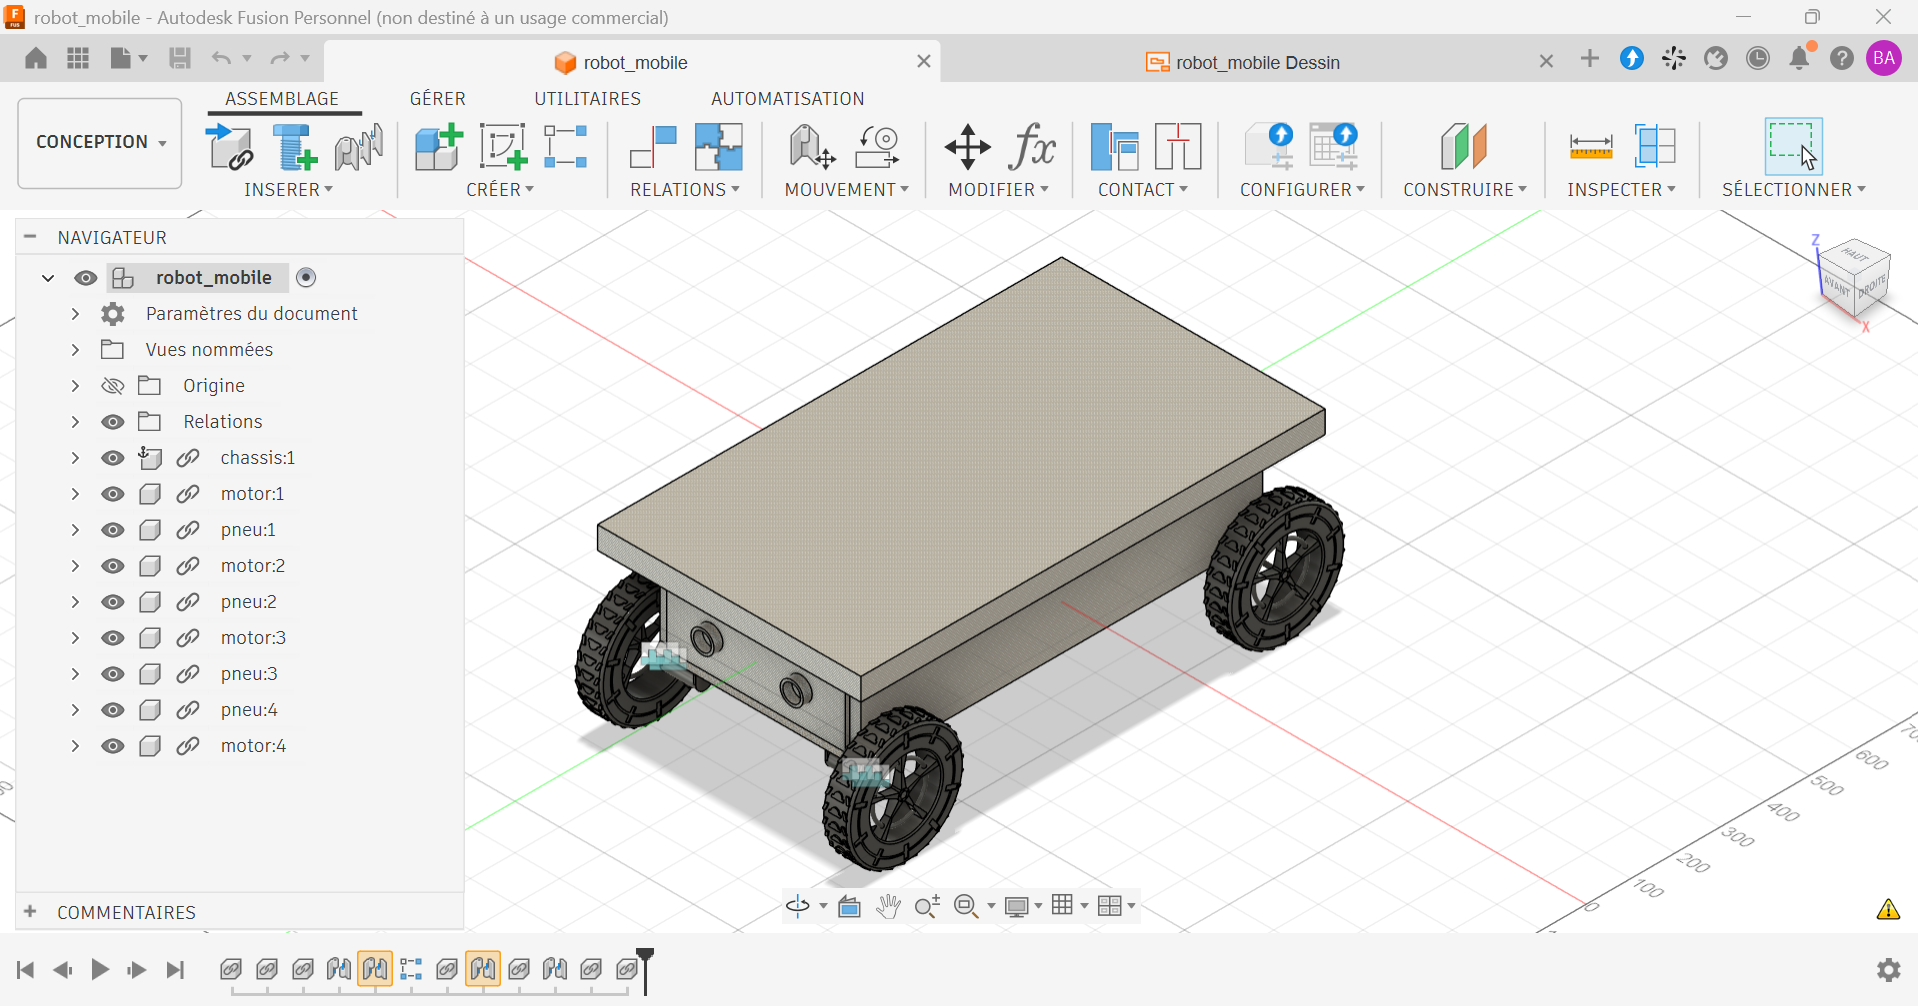 robot_mobile - Autodesk Fusion Personnel (non destiné à un usage commercial)
robot_mobile
robot_mobile Dessin
BA
CONCEPTION
ASSEMBLAGE
GÉRER
UTILITAIRES
AUTOMATISATION
INSERER
CRÉER
RELATIONS
MOUVEMENT
MODIFIER
CONTACT
CONFIGURER
CONSTRUIRE
INSPECTER
SÉLECTIONNER
NAVIGATEUR
robot_mobile
Paramètres du document
Vues nommées
Origine
Relations
chassis:1
motor:1
pneu:1
motor:2
pneu:2
motor:3
pneu:3
pneu:4
motor:4
COMMENTAIRES
Z
HAUT
AVANT
DROITE
X
600
500
400
300
200
100
0